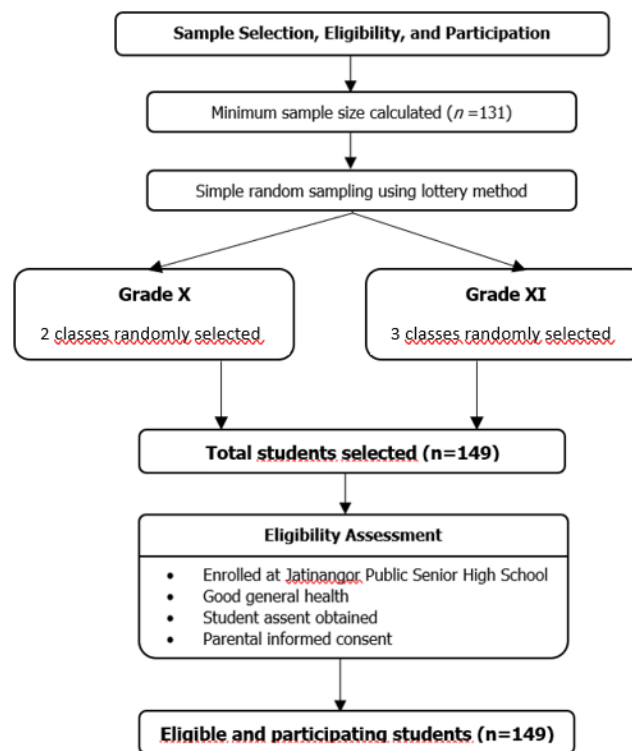 Sample Selection, Eligibility, and Participation
Minimum sample size calculated (n =131)
Simple random sampling using lottery method
Grade X
2 classes randomly selected
Grade XI
3 classes randomly selected
Total students selected (n=149)
Eligibility Assessment
• Enrolled at Jatinangor Public Senior High School
• Good general health
• Student assent obtained
• Parental informed consent
Eligible and participating students (n=149)